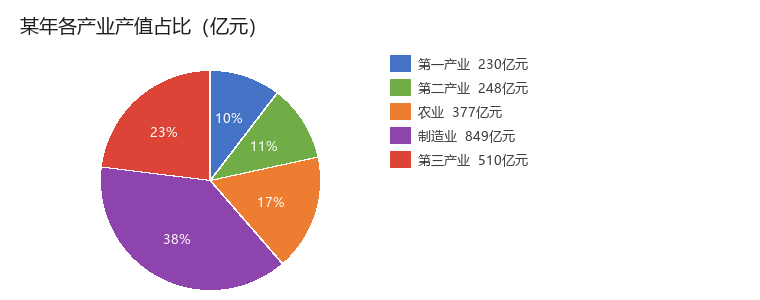 某年各产业产值占比（亿元）
第一产业 230亿元
第二产业 248亿元
农业 377亿元
制造业 849亿元
第三产业 510亿元
10%
11%
17%
38%
23%